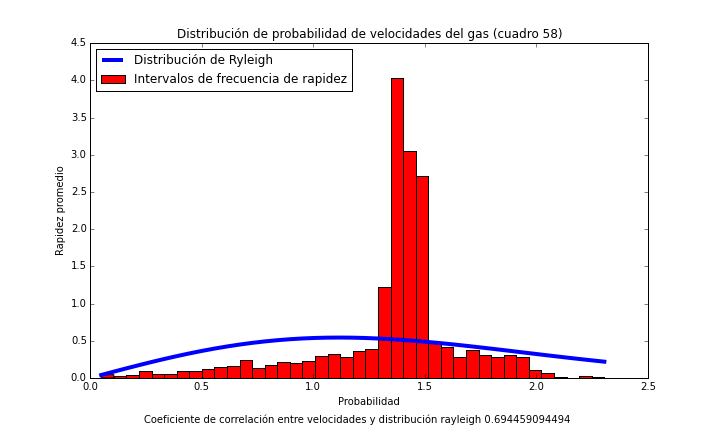 Distribución de probabilidad de velocidades del gas (cuadro 58)
4.5
4.0
3.5
3.0
2.5
2.0
1.5
1.0
0.5
0.0
Rapidez promedio
Distribución de Ryleigh
Intervalos de frecuencia de rapidez
0.0 0.5 1.0 1.5 2.0 2.5
Probabilidad
Coeficiente de correlación entre velocidades y distribución rayleigh 0.694459094494